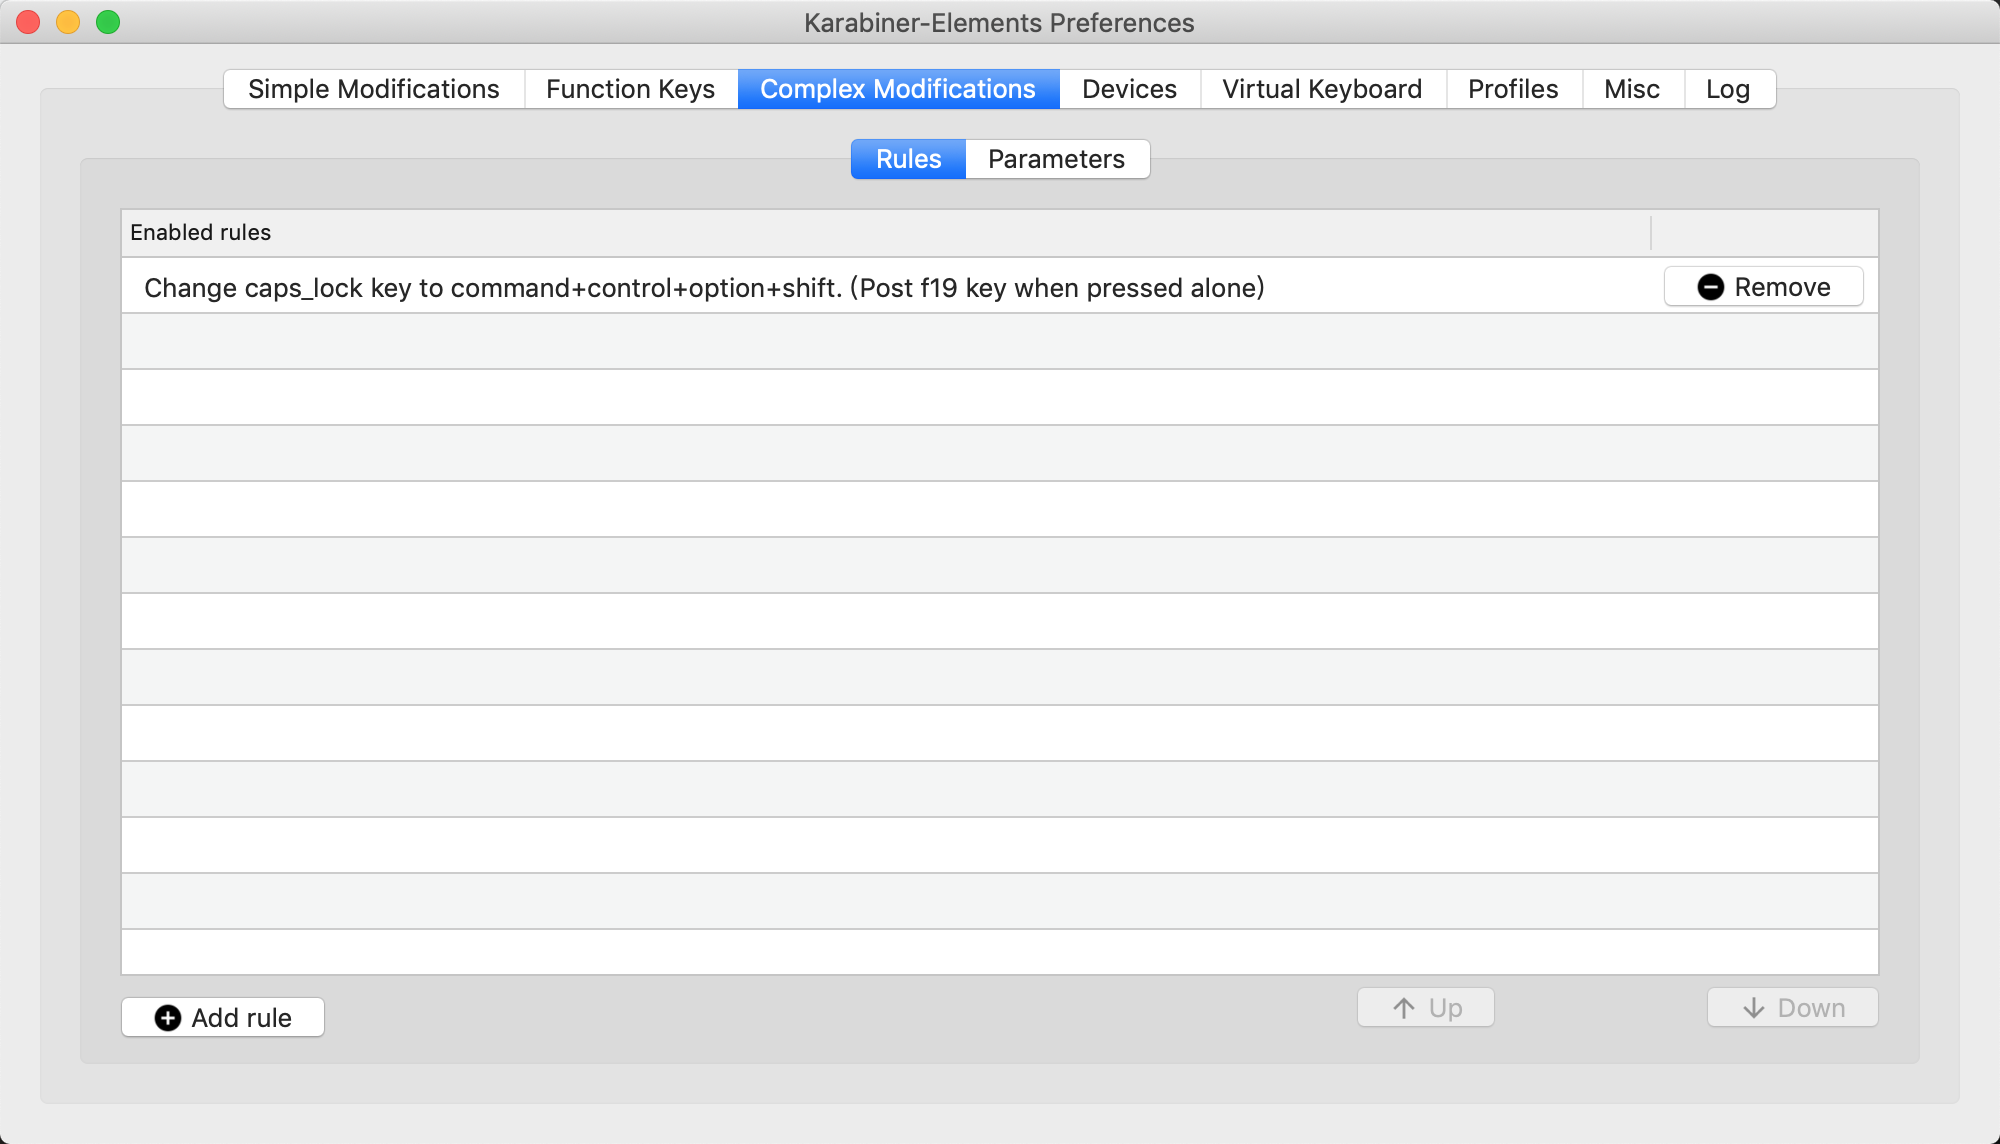 Karabiner-Elements Preferences
Simple Modifications Function Keys Complex Modifications Devices Virtual Keyboard Profiles Misc Log
Rules Parameters
Enabled rules
Change caps_lock key to command+control+option+shift. (Post f19 key when pressed alone) Remove
Add rule Up Down